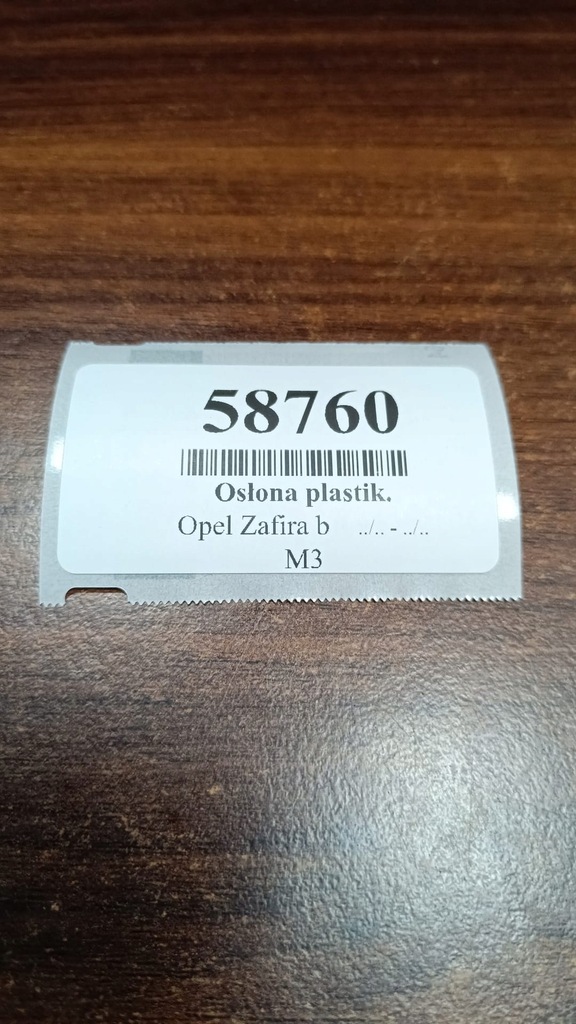 58760
Osłona plastik.
Opel Zafira b ../.. - ../..
M3